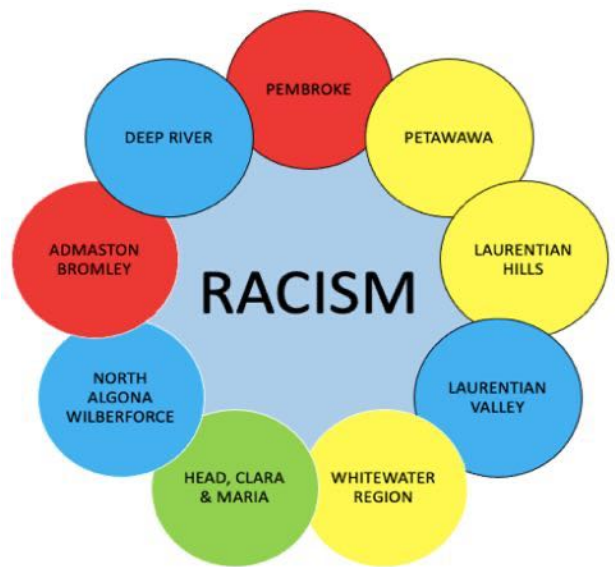 PEMBROKE
PETAWAWA
LAURENTIAN
HILLS
LAURENTIAN
VALLEY
WHITEWATER
REGION
HEAD, CLARA
& MARIA
NORTH
ALGONA
WILBERFORCE
ADMASTON
BROMLEY
DEEP RIVER
RACISM